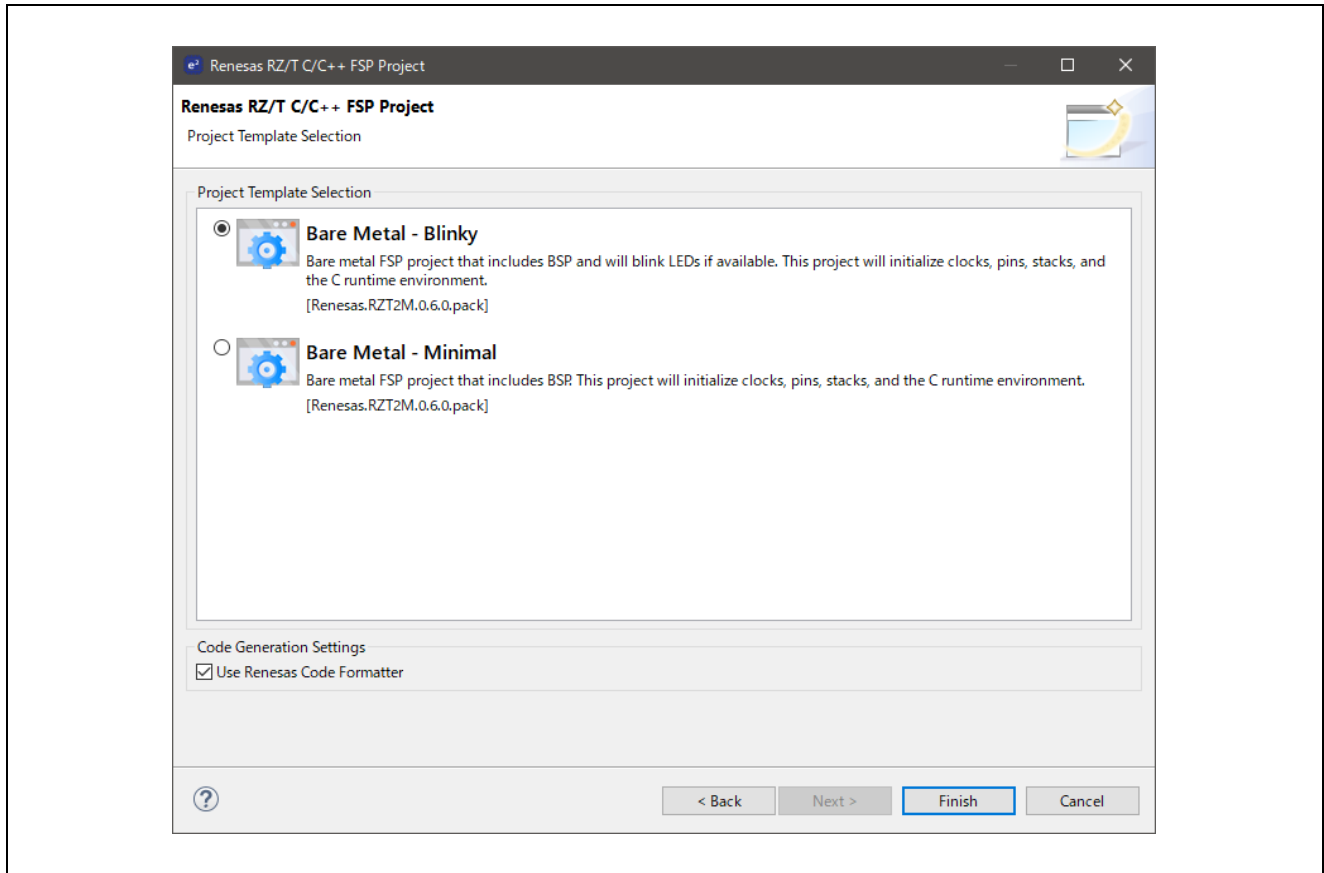 e² Renesas RZ/T C/C++ FSP Project
Renesas RZ/T C/C++ FSP Project
Project Template Selection
Project Template Selection
Bare Metal - Blinky
Bare metal FSP project that includes BSP and will blink LEDs if available. This project will initialize clocks, pins, stacks, and
the C runtime environment.
[Renesas.RZT2M.0.6.0.pack]
Bare Metal - Minimal
Bare metal FSP project that includes BSP. This project will initialize clocks, pins, stacks, and the C runtime environment.
[Renesas.RZT2M.0.6.0.pack]
Code Generation Settings
Use Renesas Code Formatter
? < Back Next > Finish Cancel